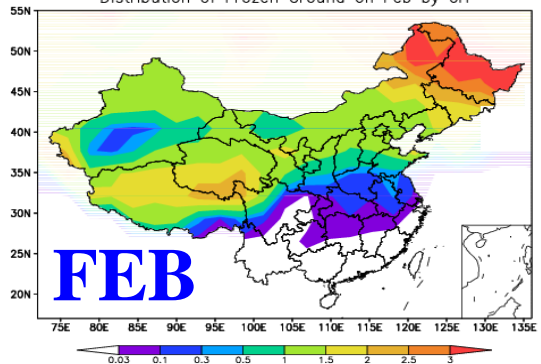 Distribution of Frozen Ground on Feb by cm
55N
50N
45N
40N
35N
30N
25N
20N
FEB
75E 80E 85E 90E 95E 100E 105E 110E 115E 120E 125E 130E 135E
0.03 0.1 0.3 0.5 1 1.5 2 2.5 3